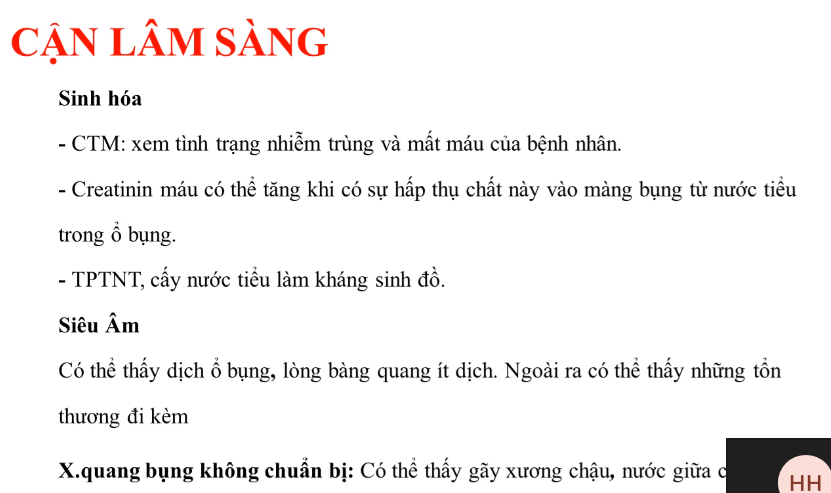 CẬN LÂM SÀNG
Sinh hóa
- CTM: xem tình trạng nhiễm trùng và mất máu của bệnh nhân.
- Creatinin máu có thể tăng khi có sự hấp thụ chất này vào màng bụng từ nước tiểu
trong ổ bụng.
- TPTNT, cấy nước tiểu làm kháng sinh đồ.
Siêu Âm
Có thể thấy dịch ổ bụng, lòng bàng quang ít dịch. Ngoài ra có thể thấy những tổn
thương đi kèm
X.quang bụng không chuẩn bị: Có thể thấy gãy xương chậu, nước giữa
HH